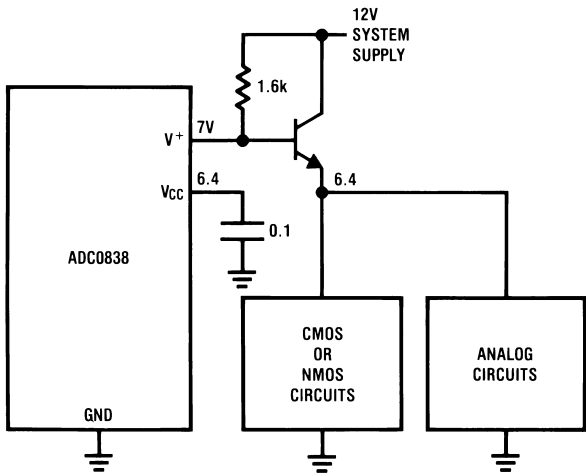 12V
SYSTEM
SUPPLY
1.6k
V+
7V
VCC
6.4
6.4
0.1
ADC0838
CMOS
OR
NMOS
CIRCUITS
ANALOG
CIRCUITS
GND